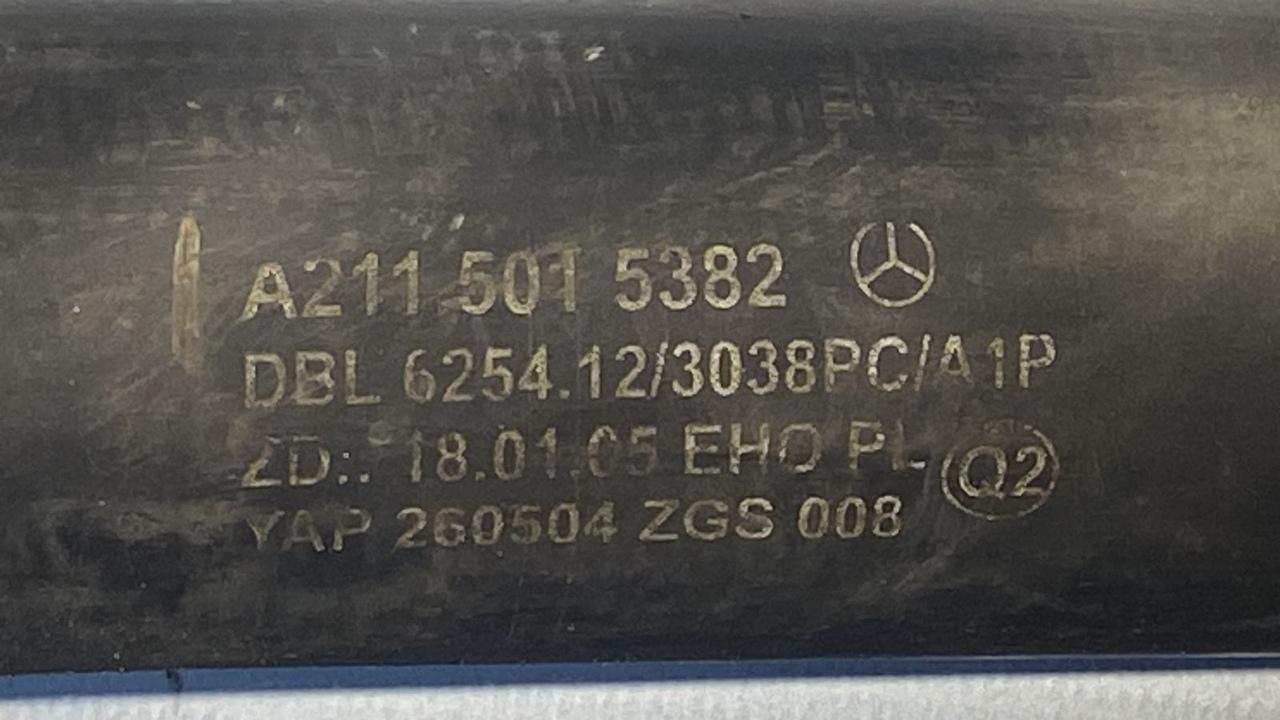 A211 501 5382
DBL 6254.12/3038PC/A1P
ZD:. 18.01.05 EHO PL Q2
YAP 260504 ZGS 008